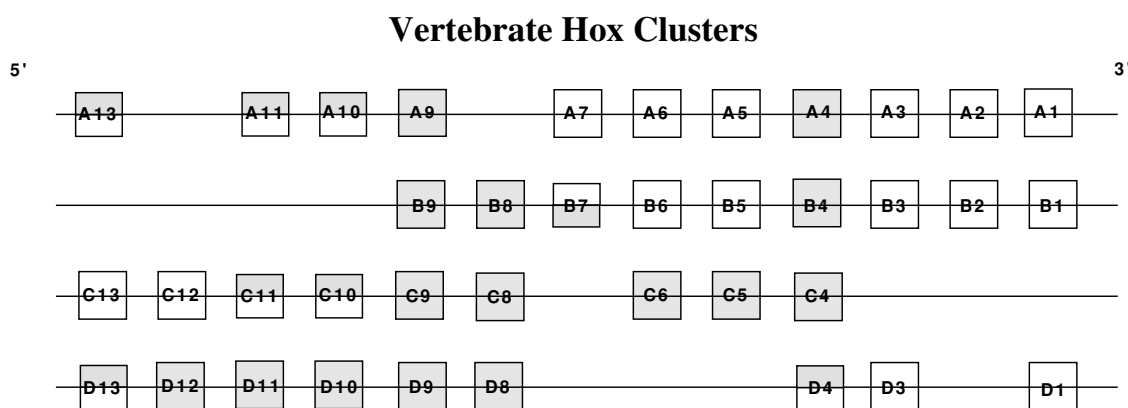 Vertebrate Hox Clusters
5' 3'
A13 A11 A10 A9 A7 A6 A5 A4 A3 A2 A1
B9 B8 B7 B6 B5 B4 B3 B2 B1
C13 C12 C11 C10 C9 C8 C6 C5 C4
D13 D12 D11 D10 D9 D8 D4 D3 D1